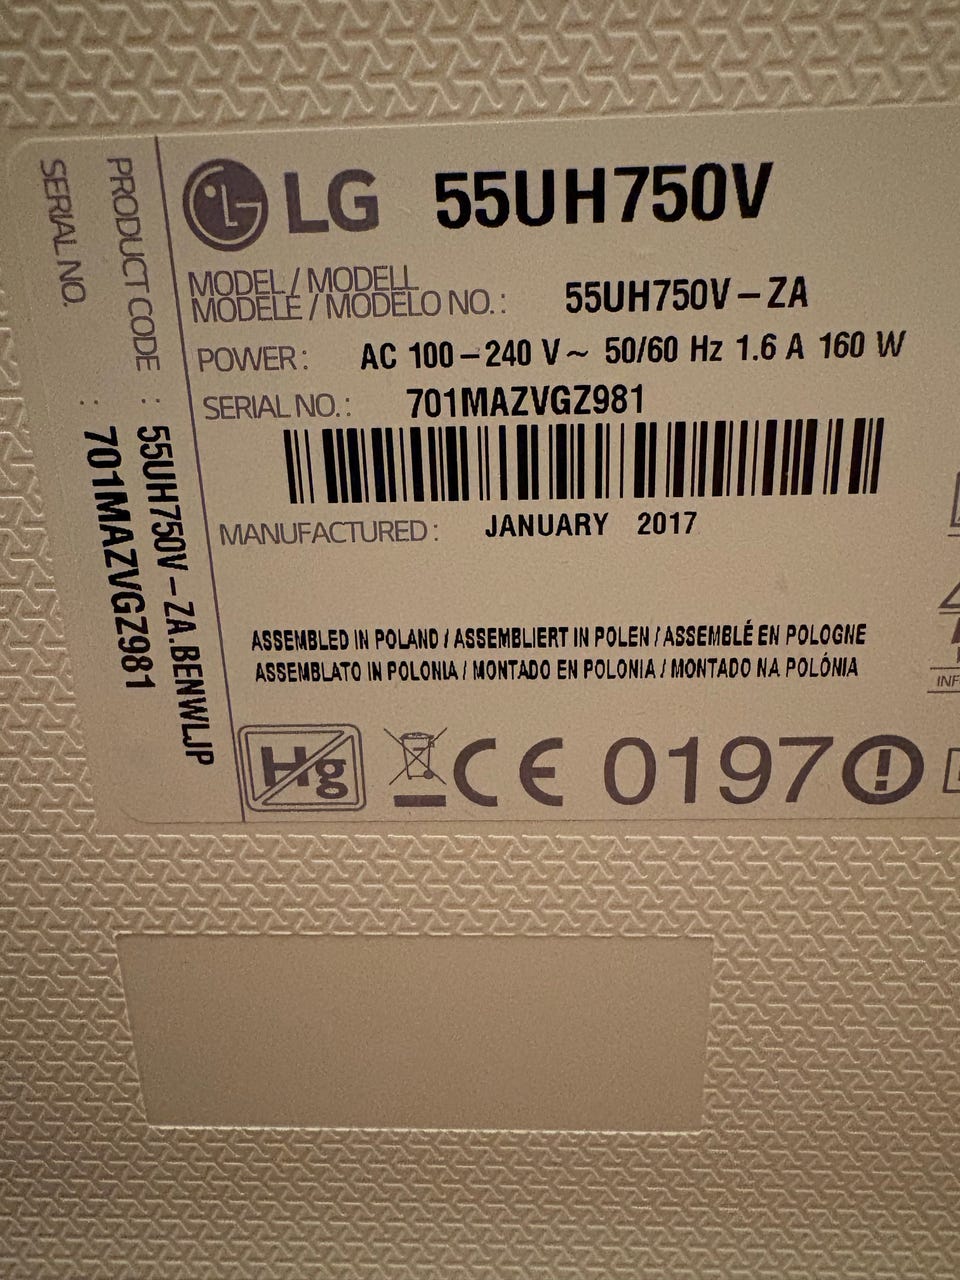 LG 55UH750V
MODEL / MODELL
MODÈLE / MODELO NO. : 55UH750V – ZA
POWER : AC 100 – 240 V ~ 50/60 Hz 1.6 A 160 W
SERIAL NO. : 701MAZVGZ981
MANUFACTURED : JANUARY 2017
ASSEMBLED IN POLAND / ASSEMBLIERT IN POLEN / ASSEMBLÉ EN POLOGNE
ASSEMBLATO IN POLONIA / MONTADO EN POLONIA / MONTADO NA POLÓNIA
Hg CE 0197 !
PRODUCT CODE : 55UH750V – ZA.BENWLJP
SERIAL NO. : 701MAZVGZ981
INF